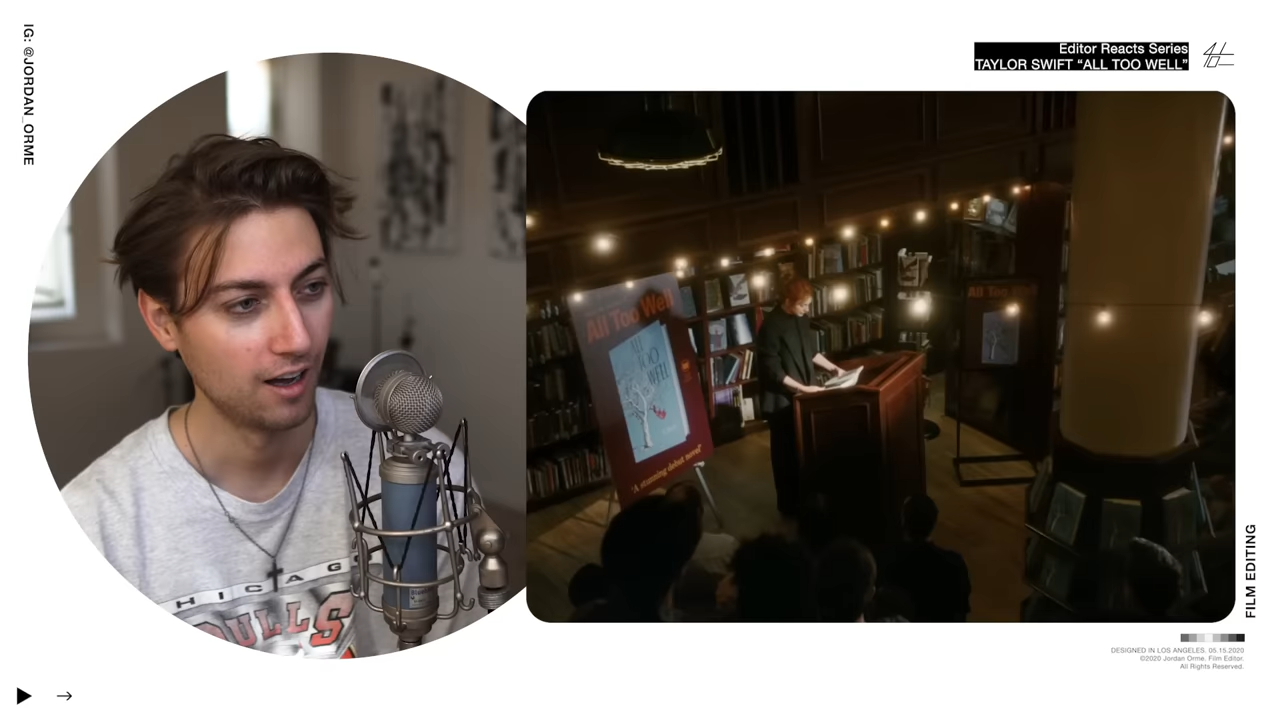 IG: @JORDAN_ORME
Editor Reacts Series
TAYLOR SWIFT “ALL TOO WELL”
All Too Well
ALL
TOO
WELL
"A stunning debut novel"
All Too Well
CHICAG
BULLS
FILM EDITING
DESIGNED IN LOS ANGELES. 05.15.2020
©2020 Jordan Orme. Film Editor.
All Rights Reserved.